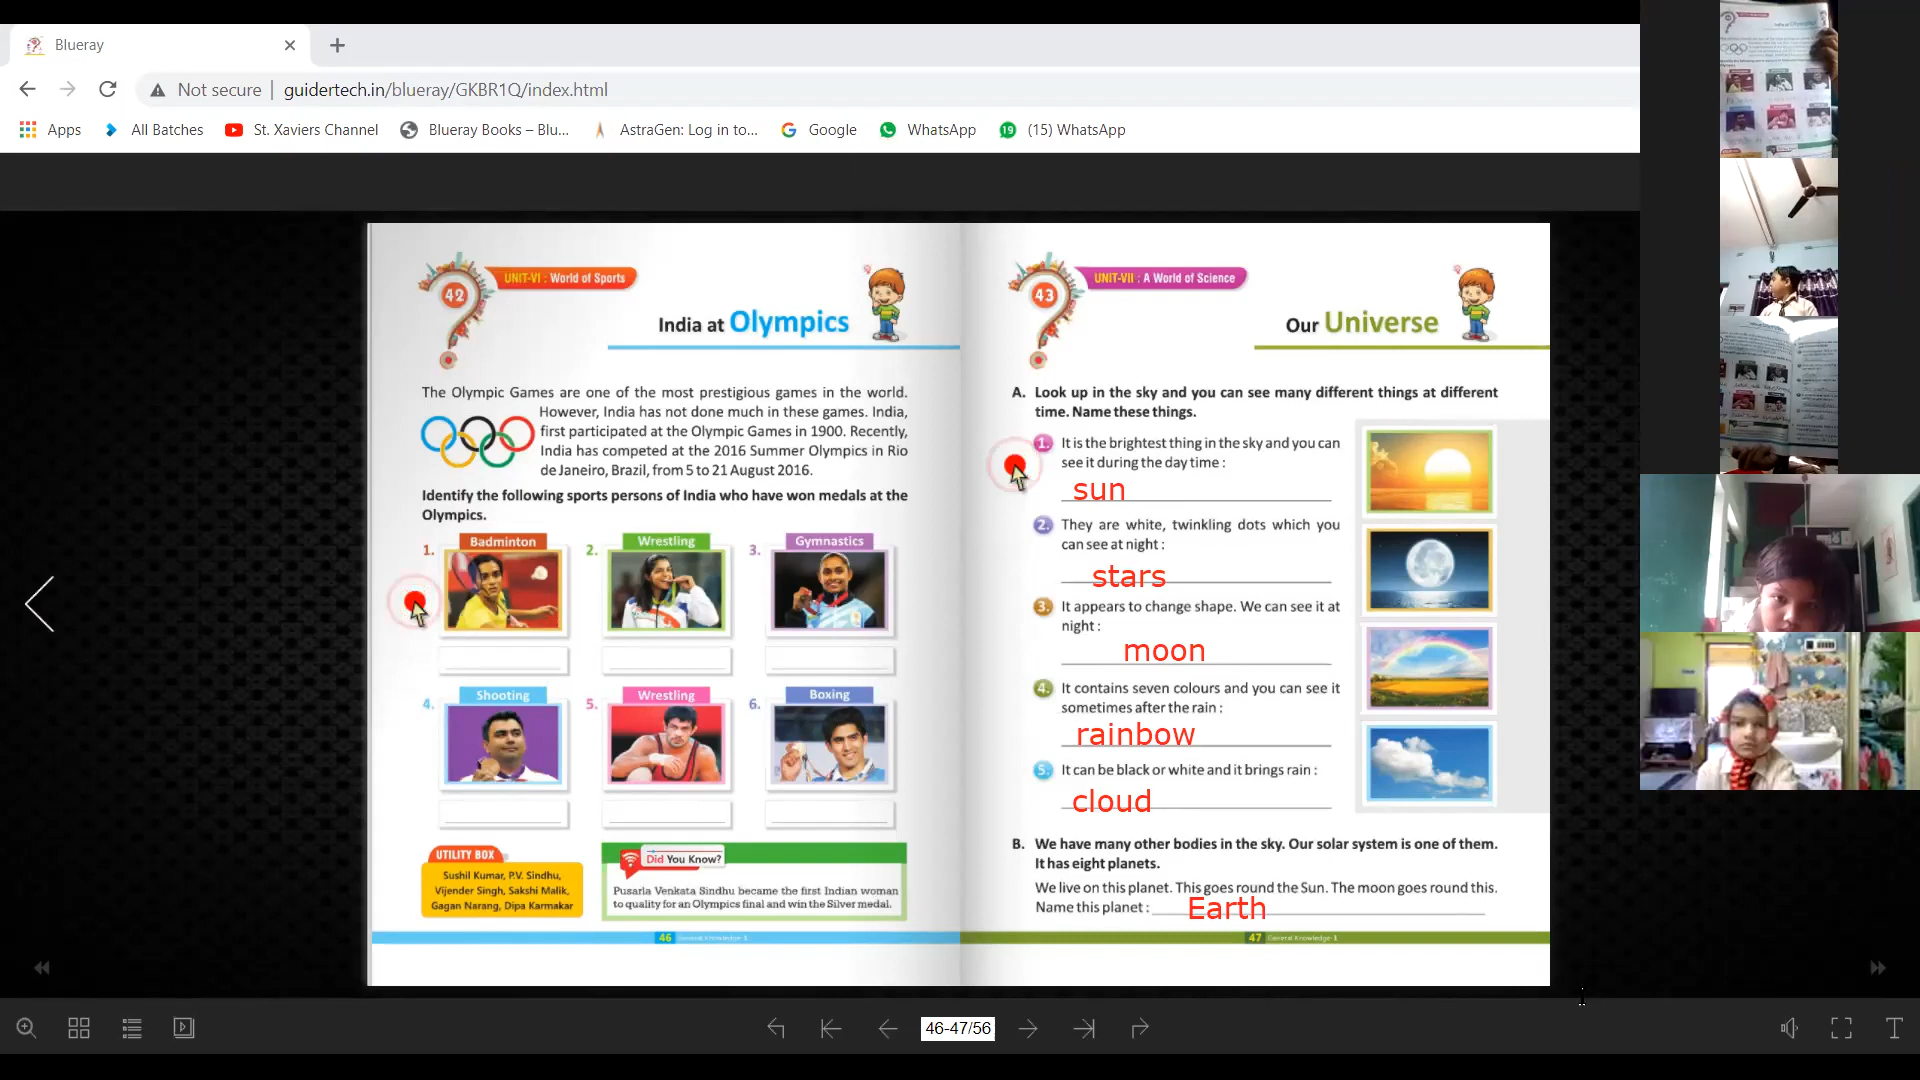 Blueray
Not secure
guidertech.in/blueray/GKBR1Q/index.html
Apps
All Batches
St. Xaviers Channel
Blueray Books – Blu...
AstraGen: Log in to...
Google
WhatsApp
19
(15) WhatsApp
42
UNIT-VI : World of Sports
India at Olympics
The Olympic Games are one of the most prestigious games in the world.
However, India has not done much in these games. India,
first participated at the Olympic Games in 1900. Recently,
India has competed at the 2016 Summer Olympics in Rio
de Janeiro, Brazil, from 5 to 21 August 2016.
Identify the following sports persons of India who have won medals at the
Olympics.
1. Badminton
2. Wrestling
3. Gymnastics
4. Shooting
5. Wrestling
6. Boxing
UTILITY BOX
Sushil Kumar, P.V. Sindhu,
Vijender Singh, Sakshi Malik,
Gagan Narang, Dipa Karmakar
Did You Know?
Pusarla Venkata Sindhu became the first Indian woman
to quality for an Olympics final and win the Silver medal.
46 General Knowledge-1
43
UNIT-VII : A World of Science
Our Universe
A. Look up in the sky and you can see many different things at different
time. Name these things.
1. It is the brightest thing in the sky and you can
see it during the day time :
sun
2. They are white, twinkling dots which you
can see at night :
stars
3. It appears to change shape. We can see it at
night :
moon
4. It contains seven colours and you can see it
sometimes after the rain :
rainbow
5. It can be black or white and it brings rain :
cloud
B. We have many other bodies in the sky. Our solar system is one of them.
It has eight planets.
We live on this planet. This goes round the Sun. The moon goes round this.
Name this planet : Earth
47 General Knowledge-1
46-47/56